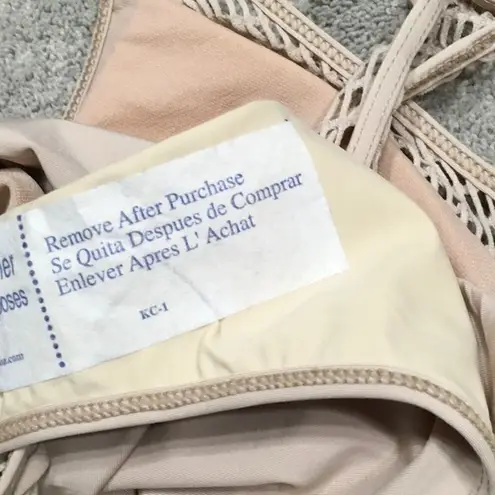 Remove After Purchase
Se Quita Despues de Comprar
Enlever Apres L' Achat
KC-1